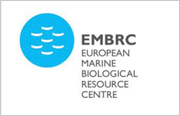 EMBRC
EUROPEAN
MARINE
BIOLOGICAL
RESOURCE
CENTRE